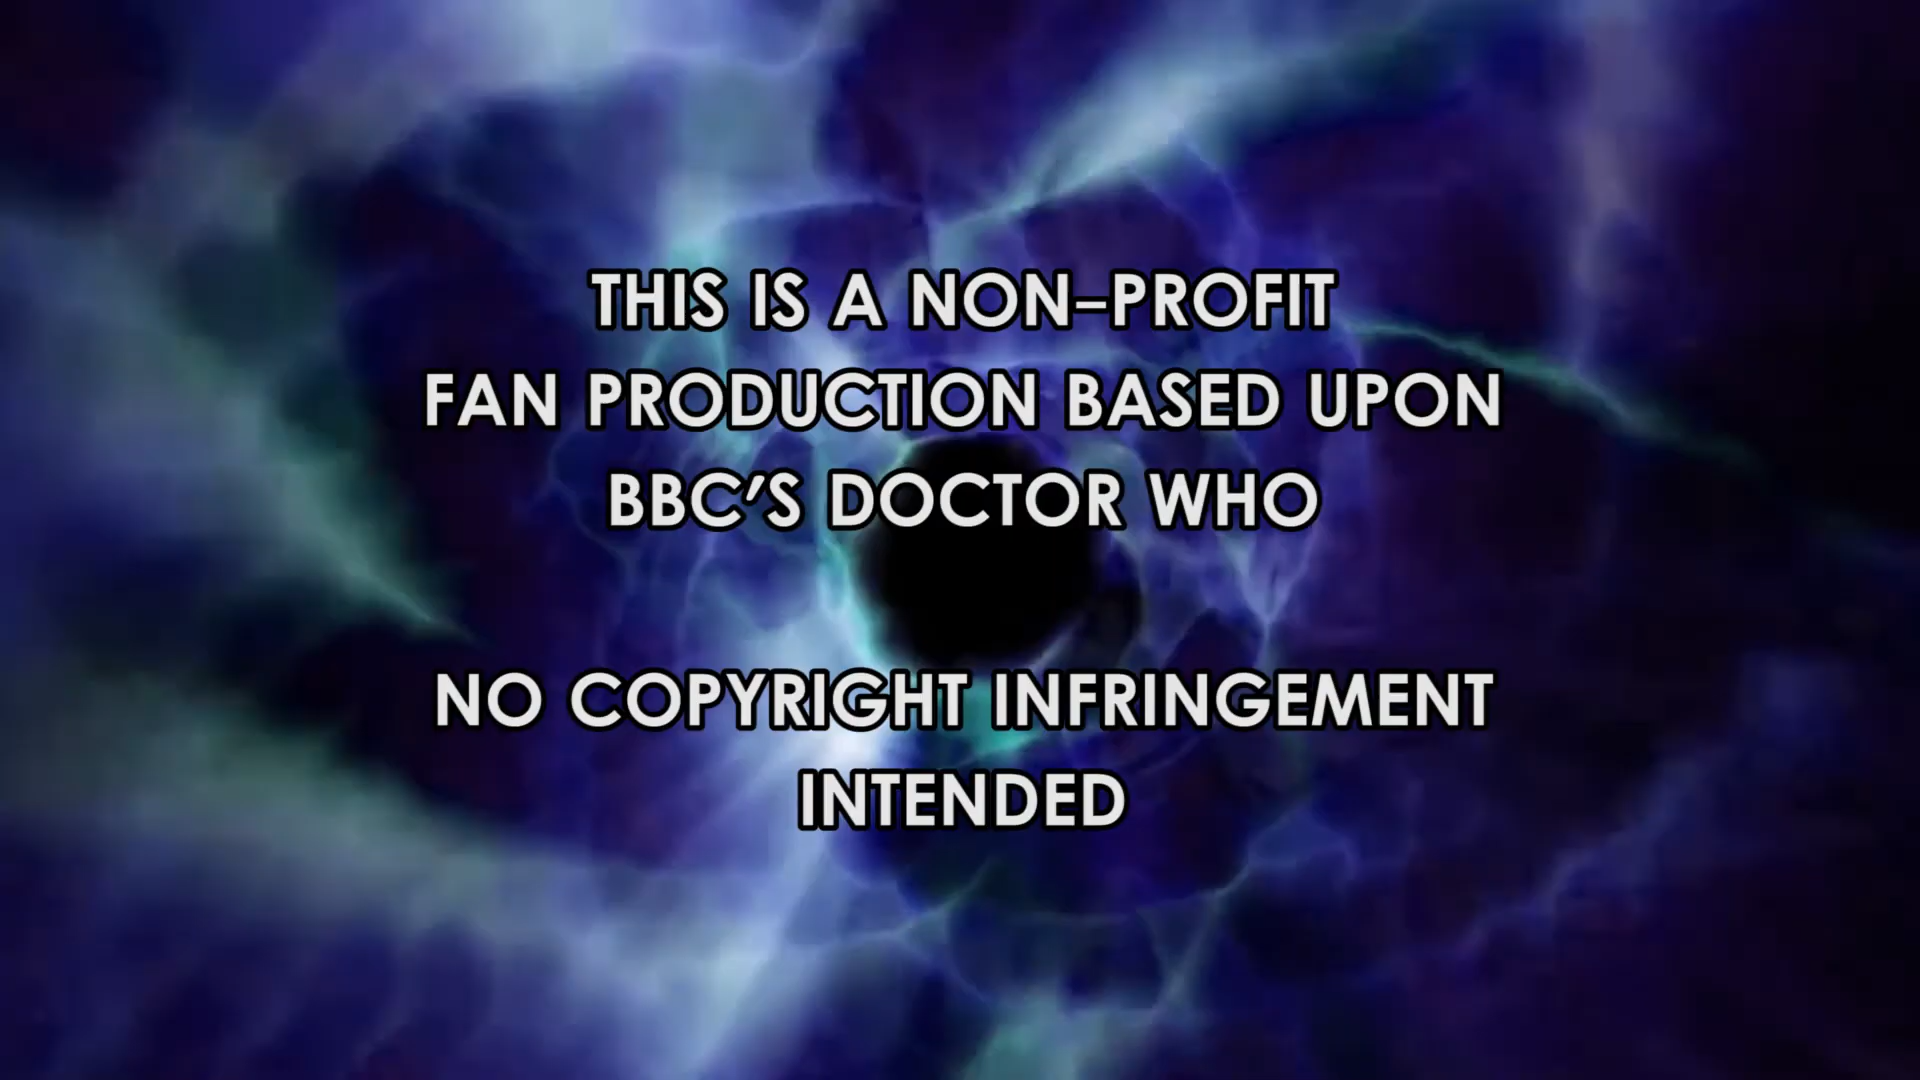 THIS IS A NON–PROFIT
FAN PRODUCTION BASED UPON
BBC'S DOCTOR WHO
NO COPYRIGHT INFRINGEMENT
INTENDED